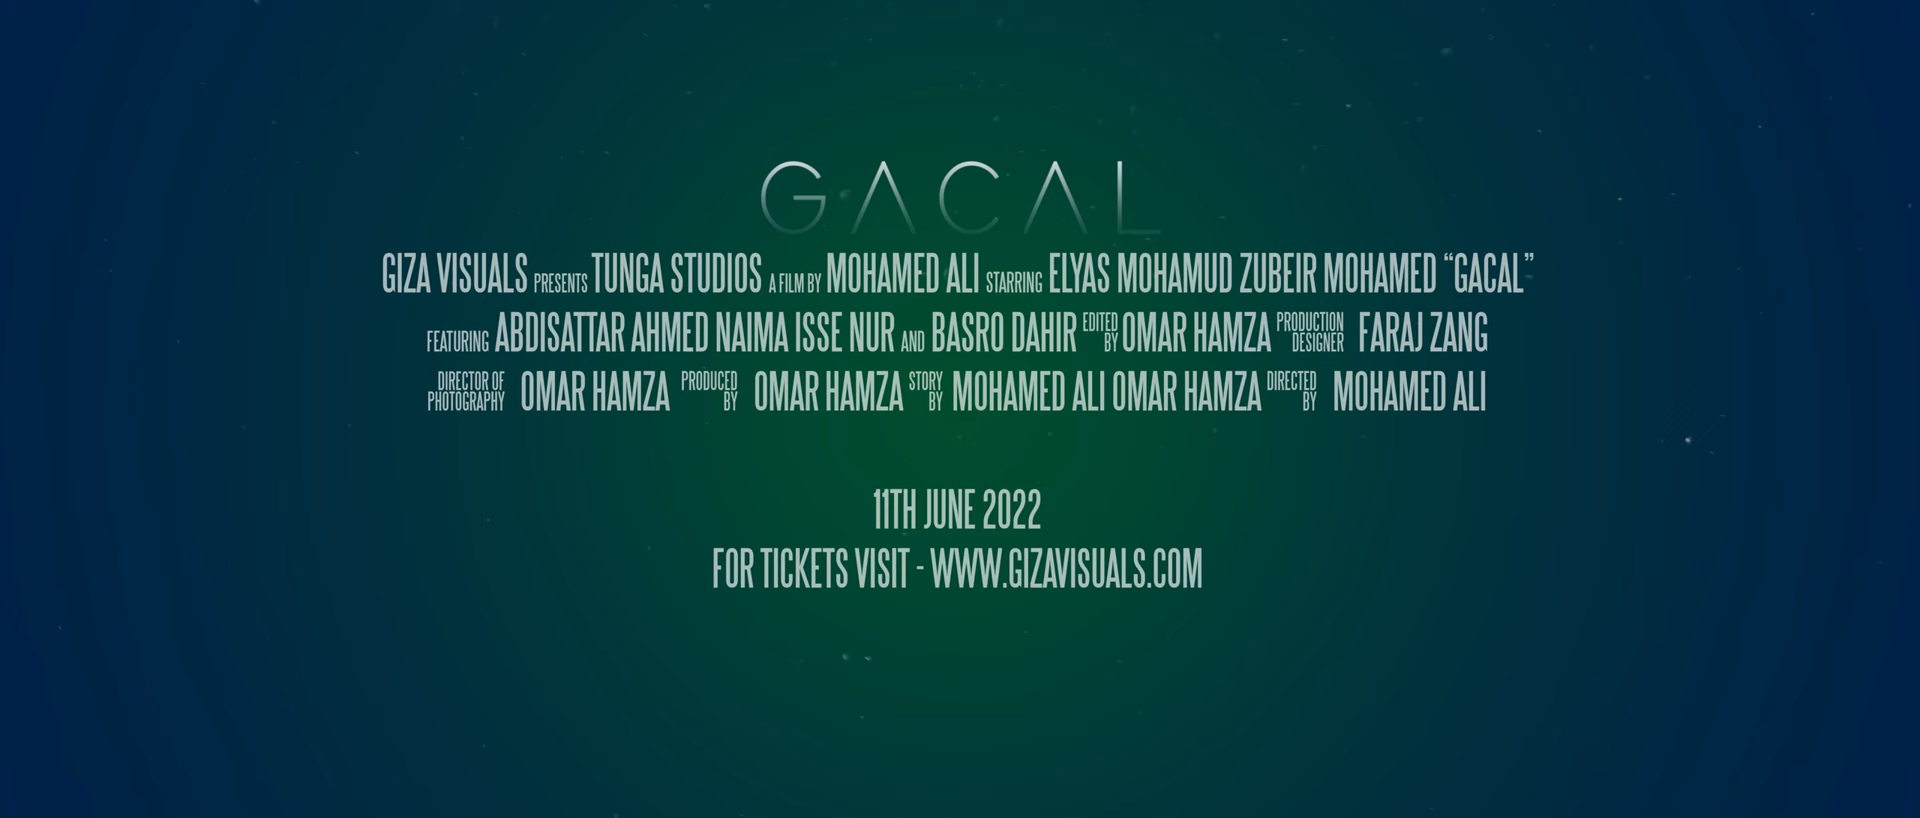 GACAL
GIZA VISUALS PRESENTS TUNGA STUDIOS A FILM BY MOHAMED ALI STARRING ELYAS MOHAMUD ZUBEIR MOHAMED “GACAL”
FEATURING ABDISATTAR AHMED NAIMA ISSE NUR AND BASRO DAHIR EDITED BY OMAR HAMZA PRODUCTION DESIGNER FARAJ ZANG
DIRECTOR OF PHOTOGRAPHY OMAR HAMZA PRODUCED BY OMAR HAMZA STORY BY MOHAMED ALI OMAR HAMZA DIRECTED BY MOHAMED ALI
11TH JUNE 2022
FOR TICKETS VISIT - WWW.GIZAVISUALS.COM